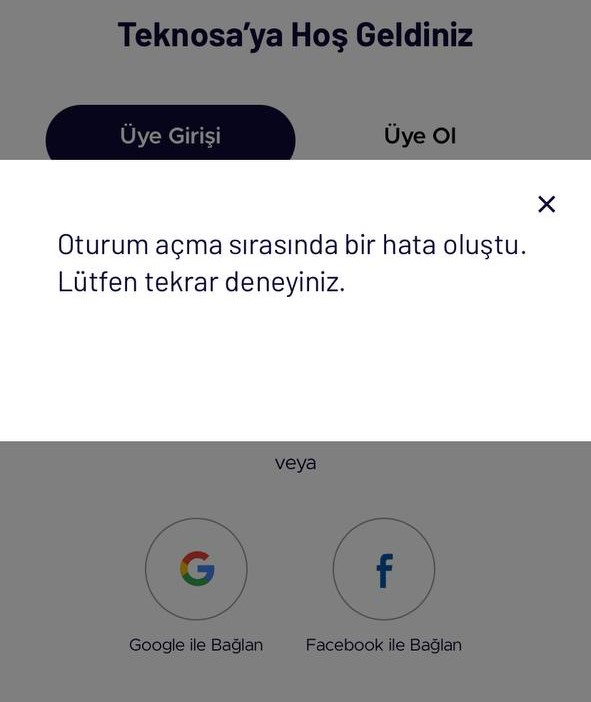 Teknosa’ya Hoş Geldiniz
Üye Girişi
Üye Ol
Oturum açma sırasında bir hata oluştu.
Lütfen tekrar deneyiniz.
veya
Google ile Bağlan
Facebook ile Bağlan